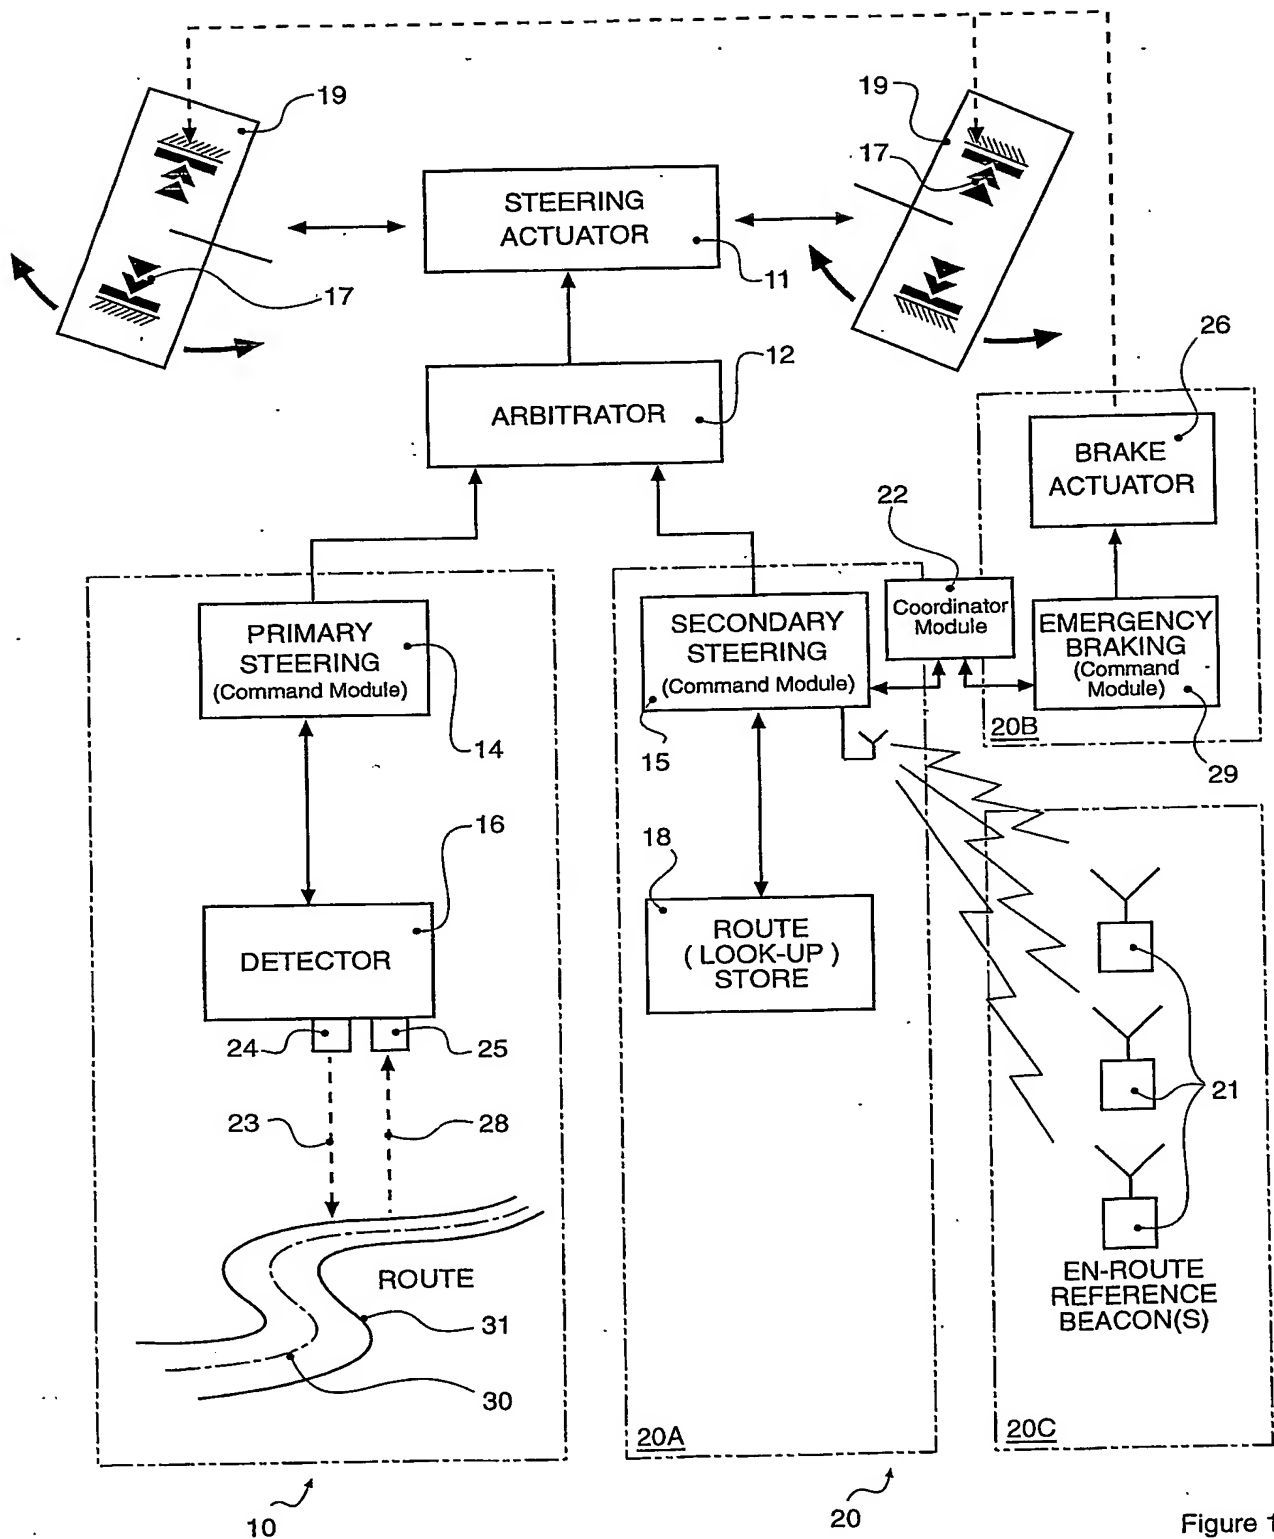 19
19
17
STEERING
ACTUATOR
11
17
12
26
ARBITRATOR
BRAKE
ACTUATOR
22
Coordinator
Module
PRIMARY
STEERING
(Command Module)
SECONDARY
STEERING
(Command Module)
EMERGENCY
BRAKING
(Command
Module)
20B
14
15
29
16
18
DETECTOR
ROUTE
(LOOK-UP)
STORE
24
25
23
28
21
ROUTE
31
30
EN-ROUTE
REFERENCE
BEACON(S)
20A
20C
10
20
Figure 1